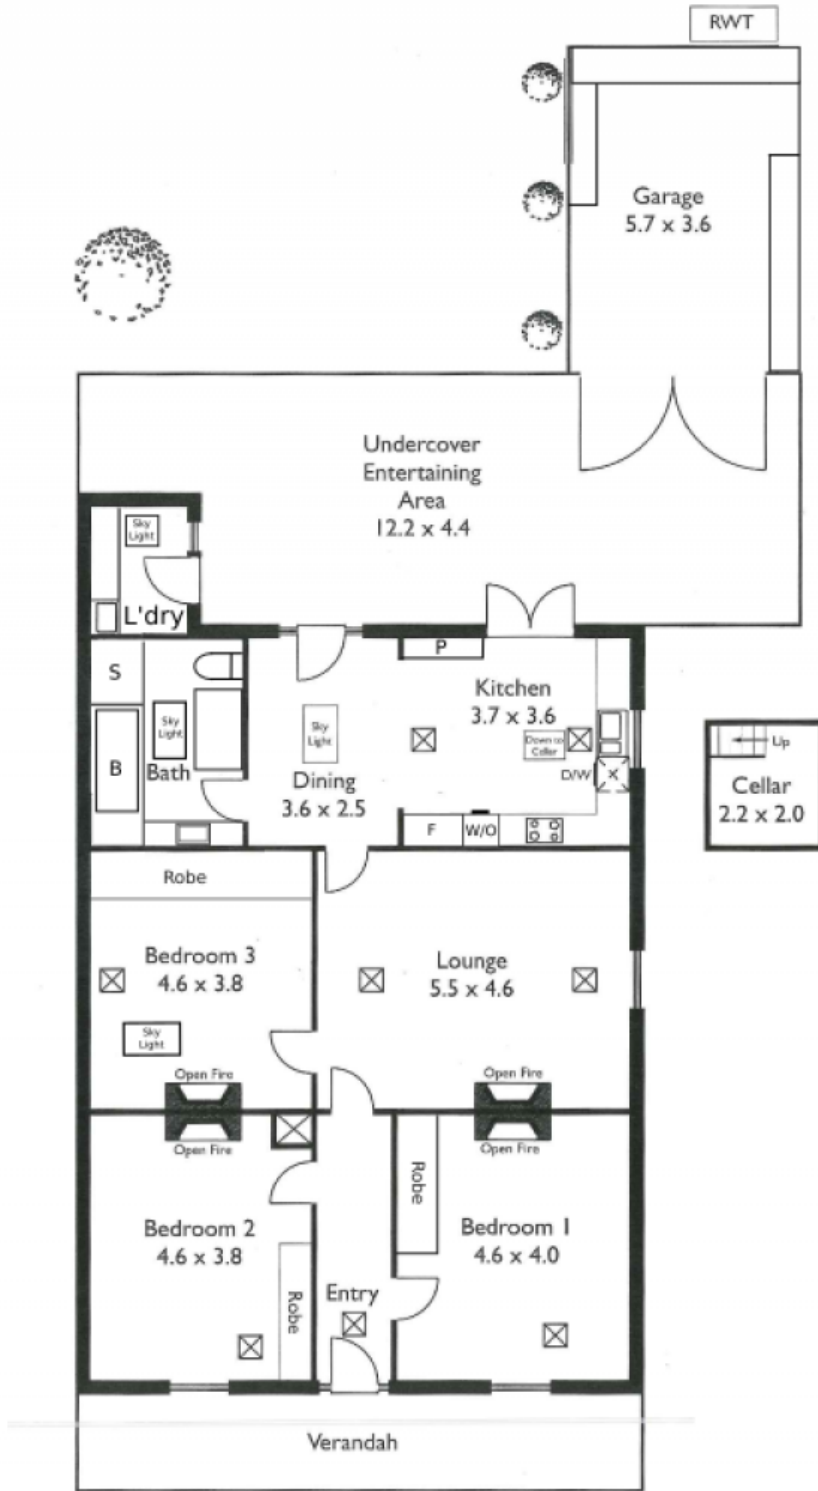 RWT
Garage
5.7 x 3.6
Undercover
Entertaining
Area
12.2 x 4.4
Sky
Light
L'dry
S
Sky
Light
B
Bath
Sky
Light
Dining
3.6 x 2.5
P
Kitchen
3.7 x 3.6
Down to
Cellar
D/W
F
W/O
Up
Cellar
2.2 x 2.0
Robe
Bedroom 3
4.6 x 3.8
Sky
Light
Open Fire
Lounge
5.5 x 4.6
Open Fire
Open Fire
Bedroom 2
4.6 x 3.8
Robe
Entry
Open Fire
Robe
Bedroom 1
4.6 x 4.0
Verandah